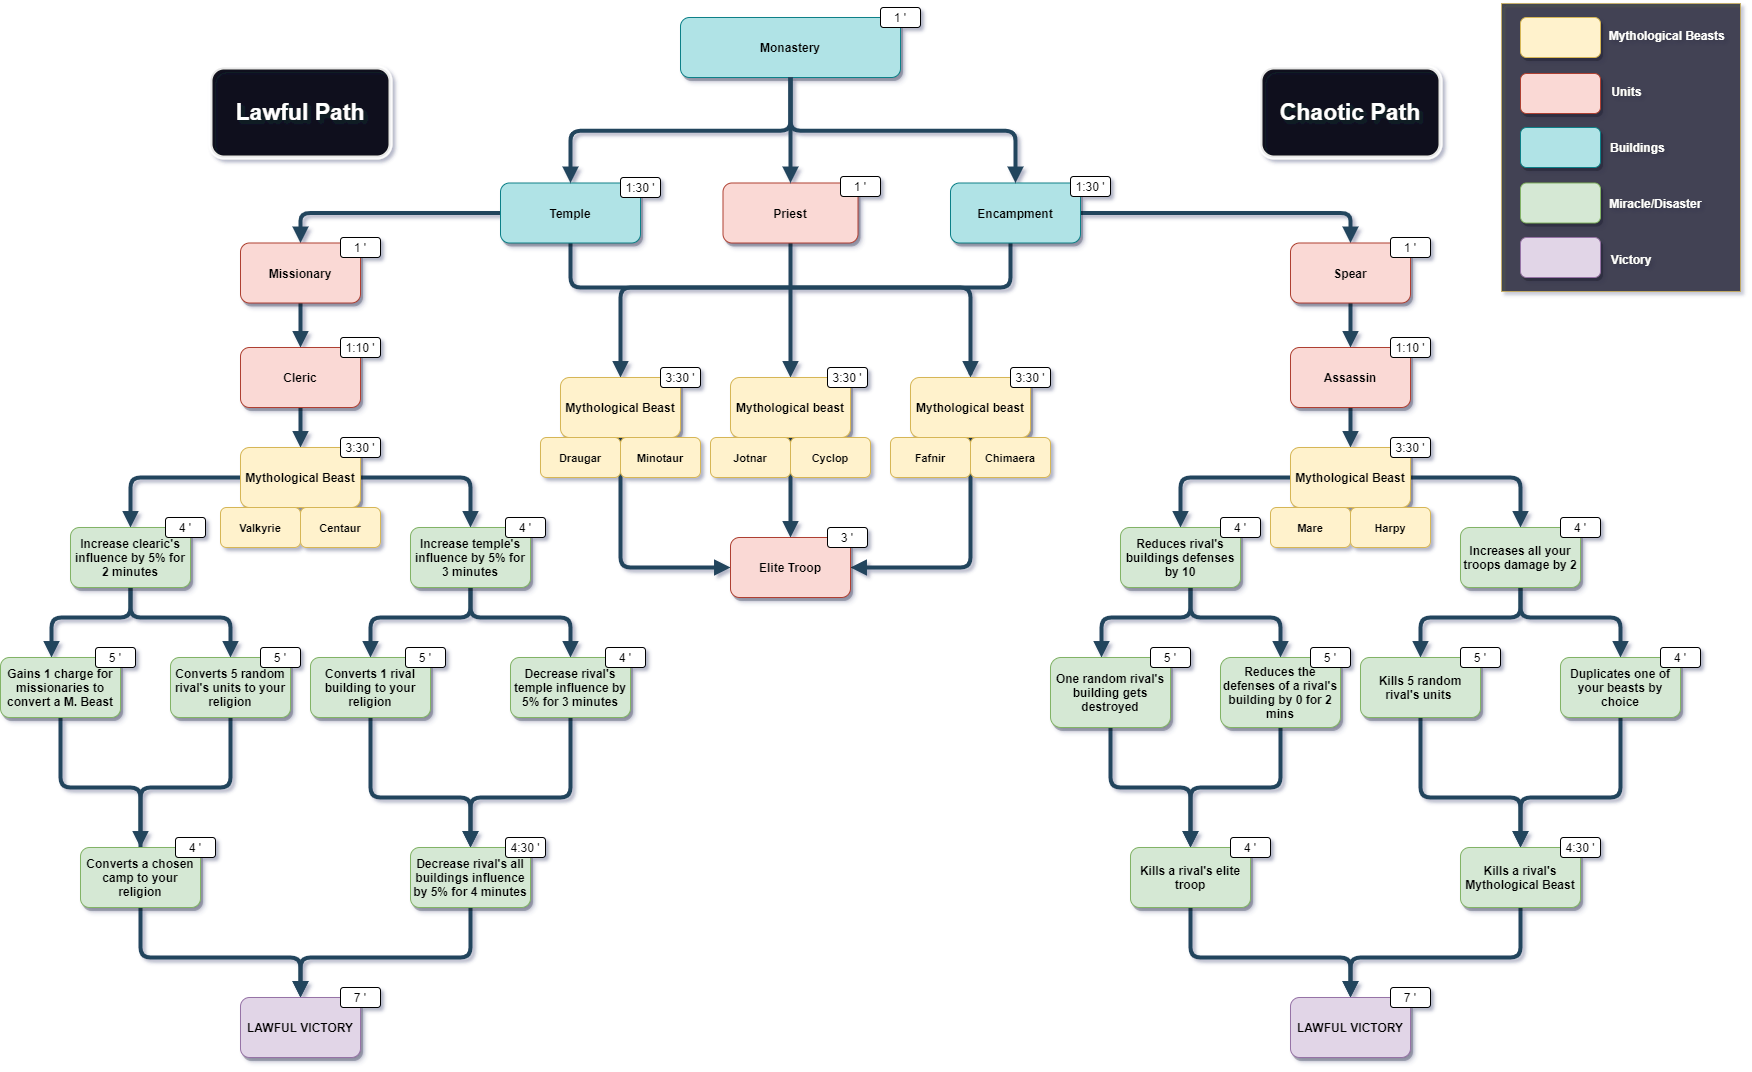 1 '
Monastery
Lawful Path
Chaotic Path
Mythological Beasts
Units
Buildings
Miracle/Disaster
Victory
1:30 '
Temple
1 '
Priest
1:30 '
Encampment
1 '
Missionary
1 '
Spear
1:10 '
Cleric
1:10 '
Assassin
3:30 '
Mythological Beast
Draugar
Minotaur
3:30 '
Mythological beast
Jotnar
Cyclop
3:30 '
Mythological beast
Fafnir
Chimaera
3:30 '
Mythological Beast
Valkyrie
Centaur
3:30 '
Mythological Beast
Mare
Harpy
4 '
Increase clearic's
influence by 5% for
2 minutes
4 '
Increase temple's
influence by 5% for
3 minutes
3 '
Elite Troop
4 '
Reduces rival's
buildings defenses
by 10
4 '
Increases all your
troops damage by 2
5 '
Gains 1 charge for
missionaries to
convert a M. Beast
5 '
Converts 5 random
rival's units to your
religion
5 '
Converts 1 rival
building to your
religion
4 '
Decrease rival's
temple influence by
5% for 3 minutes
5 '
One random rival's
building gets
destroyed
5 '
Reduces the
defenses of a rival's
building by 0 for 2
mins
5 '
Kills 5 random
rival's units
4 '
Duplicates one of
your beasts by
choice
4 '
Converts a chosen
camp to your
religion
4:30 '
Decrease rival's all
buildings influence
by 5% for 4 minutes
4 '
Kills a rival's elite
troop
4:30 '
Kills a rival's
Mythological Beast
7 '
LAWFUL VICTORY
7 '
LAWFUL VICTORY